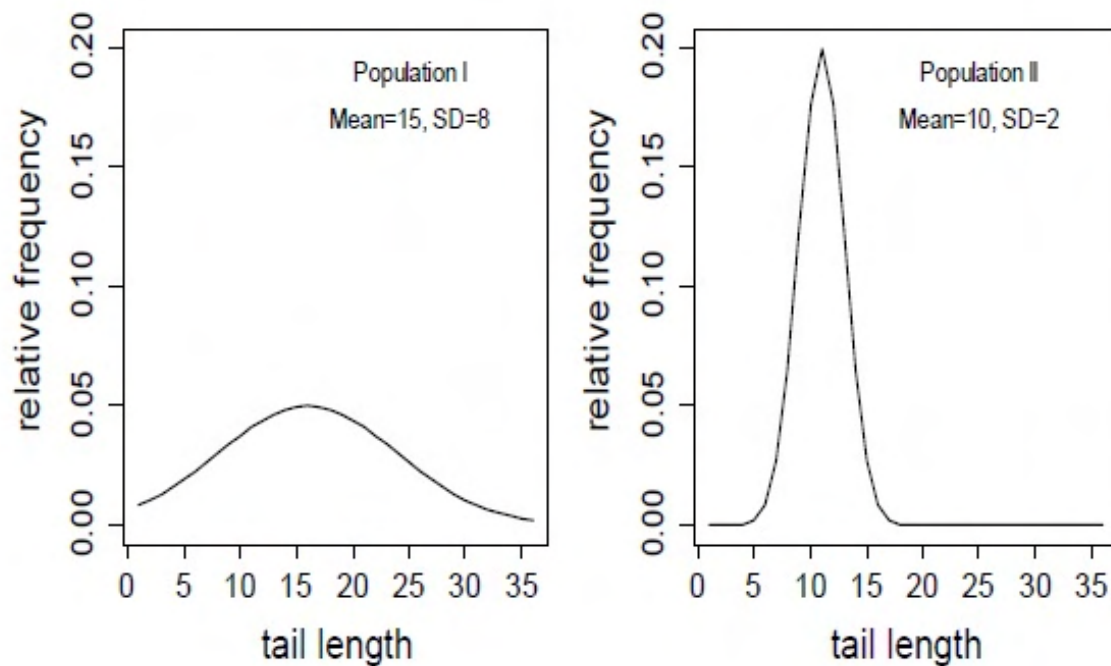 Population I
Mean=15, SD=8
relative frequency
0.20
0.15
0.10
0.05
0.00
0 5 10 15 20 25 30 35
tail length
Population II
Mean=10, SD=2
relative frequency
0.20
0.15
0.10
0.05
0.00
0 5 10 15 20 25 30 35
tail length